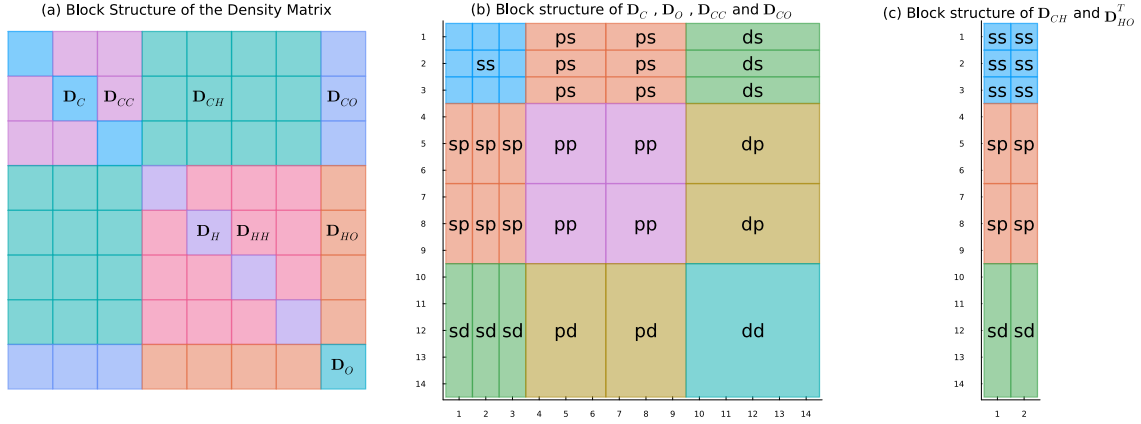 (a) Block Structure of the Density Matrix
D_C D_CC D_CH D_CO
D_H D_HH D_HO
D_O
(b) Block structure of D_C , D_O , D_CC and D_CO
1 ps ps ds
2 ss ps ps ds
3 ps ps ds
4
5 sp sp sp pp pp dp
6
7
8 sp sp sp pp pp dp
9
10
11
12 sd sd sd pd pd dd
13
14
1 2 3 4 5 6 7 8 9 10 11 12 13 14
(c) Block structure of D_CH and D_HO^T
1 ss ss
2 ss ss
3 ss ss
4
5 sp sp
6
7
8 sp sp
9
10
11
12 sd sd
13
14
1 2